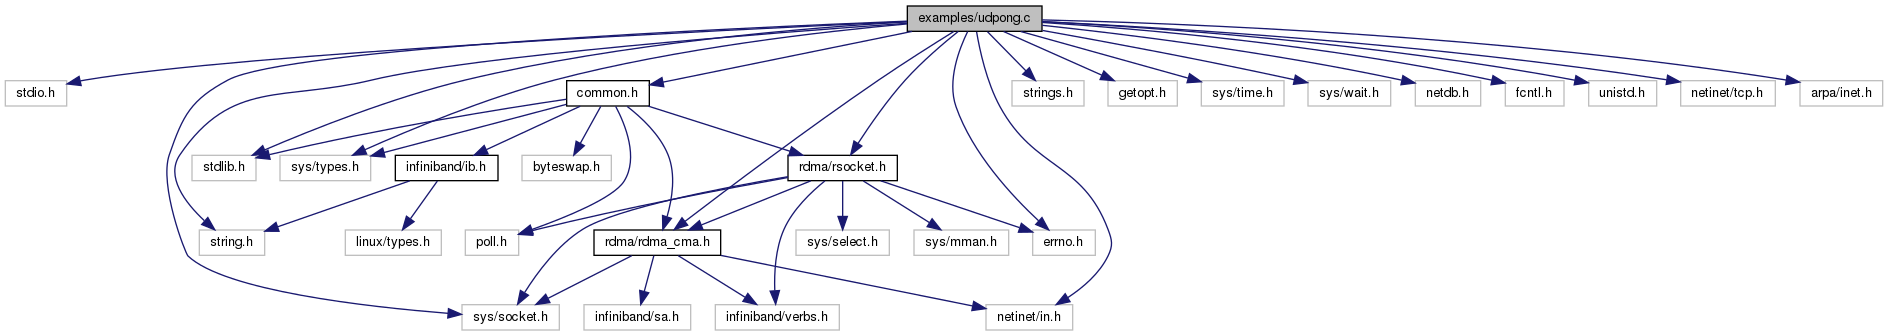 examples/udpong.c
stdio.h
common.h
strings.h
getopt.h
sys/time.h
sys/wait.h
netdb.h
fcntl.h
unistd.h
netinet/tcp.h
arpa/inet.h
stdlib.h
sys/types.h
infiniband/ib.h
byteswap.h
rdma/rsocket.h
string.h
linux/types.h
poll.h
rdma/rdma_cma.h
sys/select.h
sys/mman.h
errno.h
sys/socket.h
infiniband/sa.h
infiniband/verbs.h
netinet/in.h